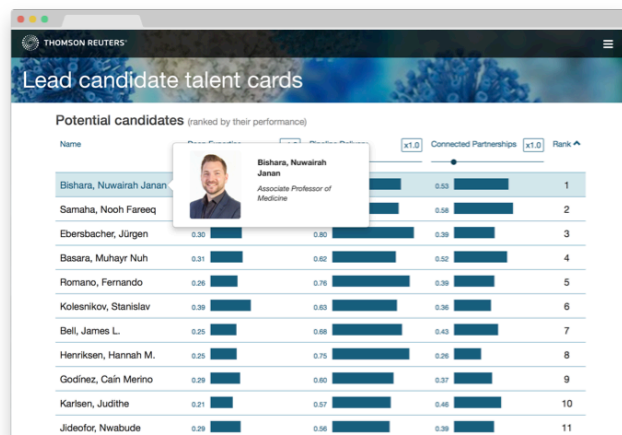 THOMSON REUTERS®
Lead candidate talent cards
Potential candidates (ranked by their performance)
Name x1.0 Connected Partnerships x1.0 Rank
Bishara, Nuwairah Janan
Associate Professor of Medicine
Bishara, Nuwairah Janan 0.53 1
Samaha, Nooh Fareeq 0.58 2
Ebersbacher, Jürgen 0.30 0.80 0.39 3
Basara, Muhayr Nuh 0.31 0.62 0.52 4
Romano, Fernando 0.26 0.76 0.39 5
Kolesnikov, Stanislav 0.39 0.63 0.36 6
Bell, James L. 0.25 0.68 0.43 7
Henriksen, Hannah M. 0.25 0.75 0.26 8
Godínez, Caín Merino 0.29 0.60 0.37 9
Karlsen, Judithe 0.21 0.57 0.46 10
Jideofor, Nwabude 0.29 0.56 0.39 11